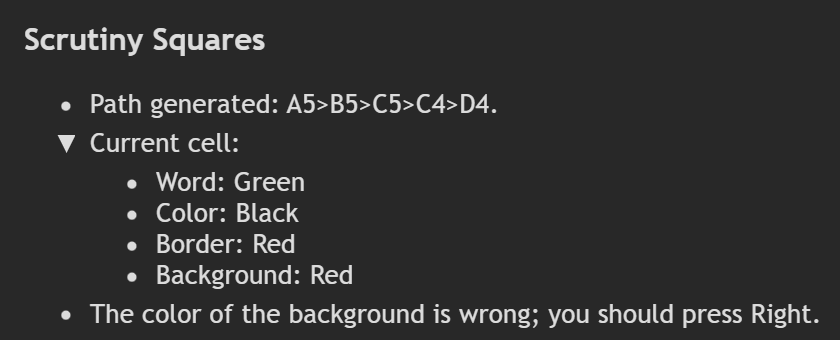 Scrutiny Squares
• Path generated: A5>B5>C5>C4>D4.
▼ Current cell:
• Word: Green
• Color: Black
• Border: Red
• Background: Red
• The color of the background is wrong; you should press Right.